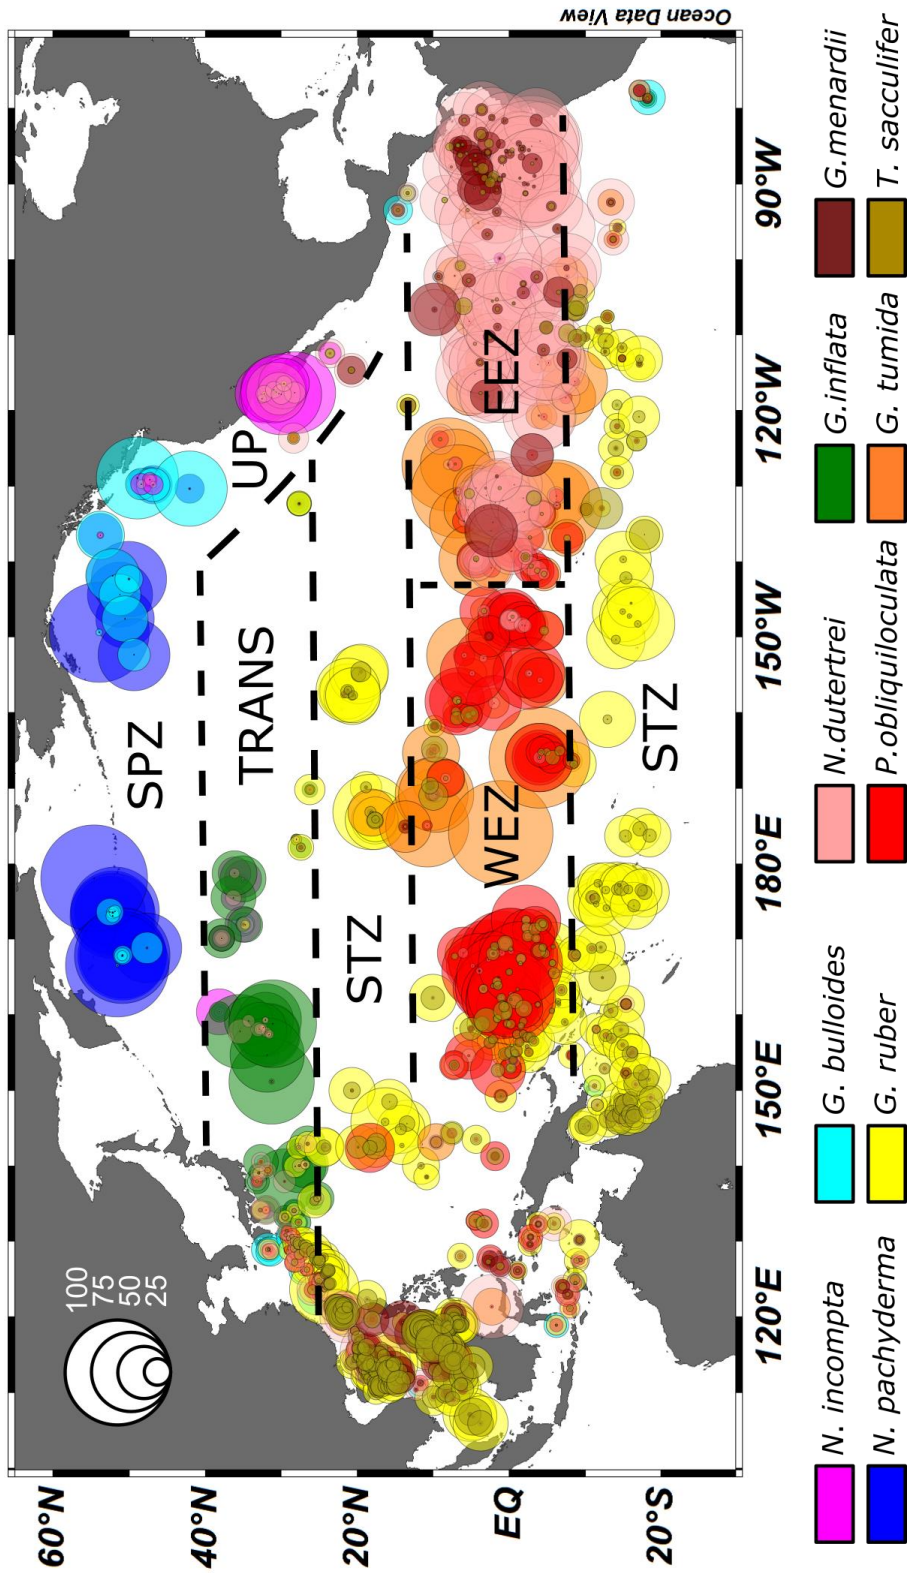 Ocean Data View
100
75
50
25
60°N
40°N
20°N
EQ
20°S
SPZ
UP
TRANS
STZ
WEZ
EEZ
STZ
120°E
150°E
180°E
150°W
120°W
90°W
N. incompta
G. bulloides
N.dutertrei
G.inflata
G.menardii
N. pachyderma
G. ruber
P.obliquiloculata
G. tumida
T. sacculifer